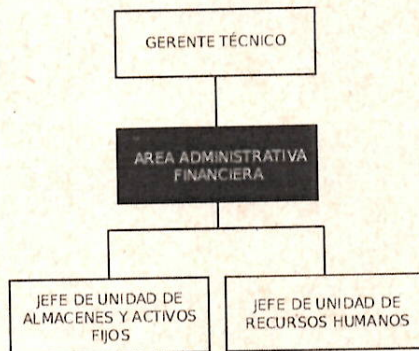 GERENTE TÉCNICO
AREA ADMINISTRATIVA
FINANCIERA
JEFE DE UNIDAD DE
ALMACENES Y ACTIVOS
FIJOS
JEFE DE UNIDAD DE
RECURSOS HUMANOS